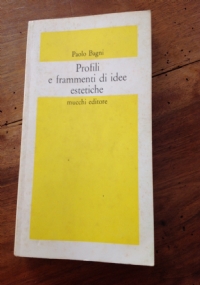 Paolo Bagni
Profili
e frammenti di idee
estetiche
mucchi editore